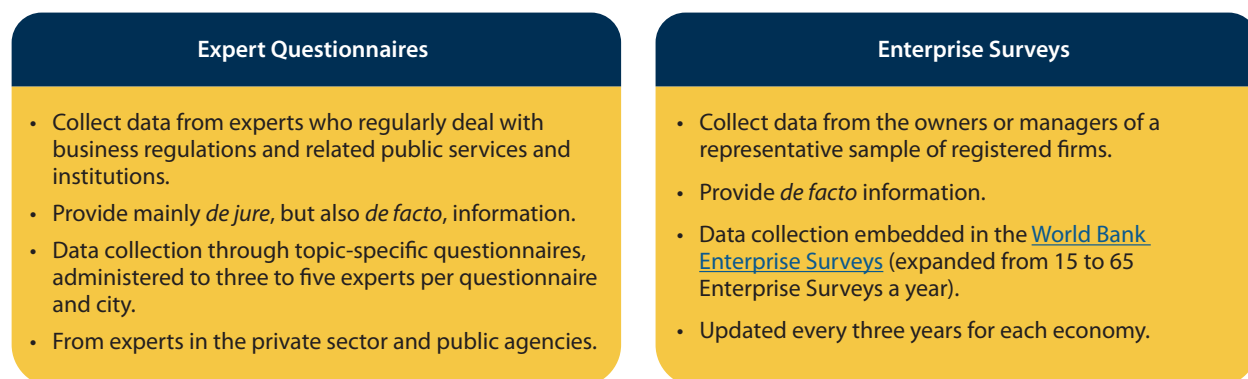 Expert Questionnaires
• Collect data from experts who regularly deal with
business regulations and related public services and
institutions.
• Provide mainly de jure, but also de facto, information.
• Data collection through topic-specific questionnaires,
administered to three to five experts per questionnaire
and city.
• From experts in the private sector and public agencies.
Enterprise Surveys
• Collect data from the owners or managers of a
representative sample of registered firms.
• Provide de facto information.
• Data collection embedded in the World Bank
Enterprise Surveys (expanded from 15 to 65
Enterprise Surveys a year).
• Updated every three years for each economy.